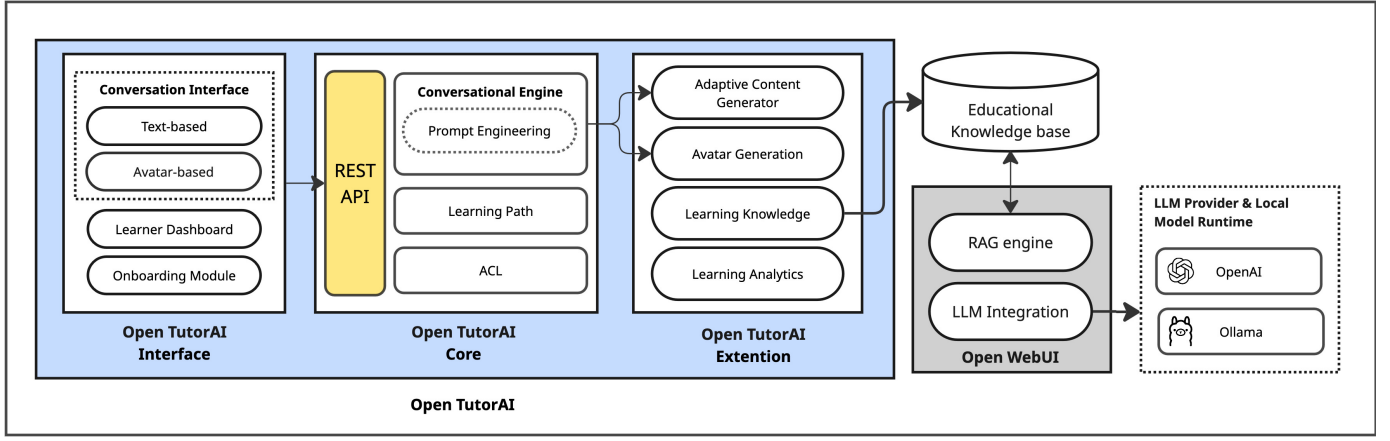 Conversation Interface
Text-based
Avatar-based
Learner Dashboard
Onboarding Module
Open TutorAI
Interface
REST
API
Conversational Engine
Prompt Engineering
Learning Path
ACL
Open TutorAI
Core
Adaptive Content
Generator
Avatar Generation
Learning Knowledge
Learning Analytics
Open TutorAI
Extention
Open TutorAI
Educational
Knowledge base
RAG engine
LLM Integration
Open WebUI
LLM Provider & Local
Model Runtime
OpenAI
Ollama